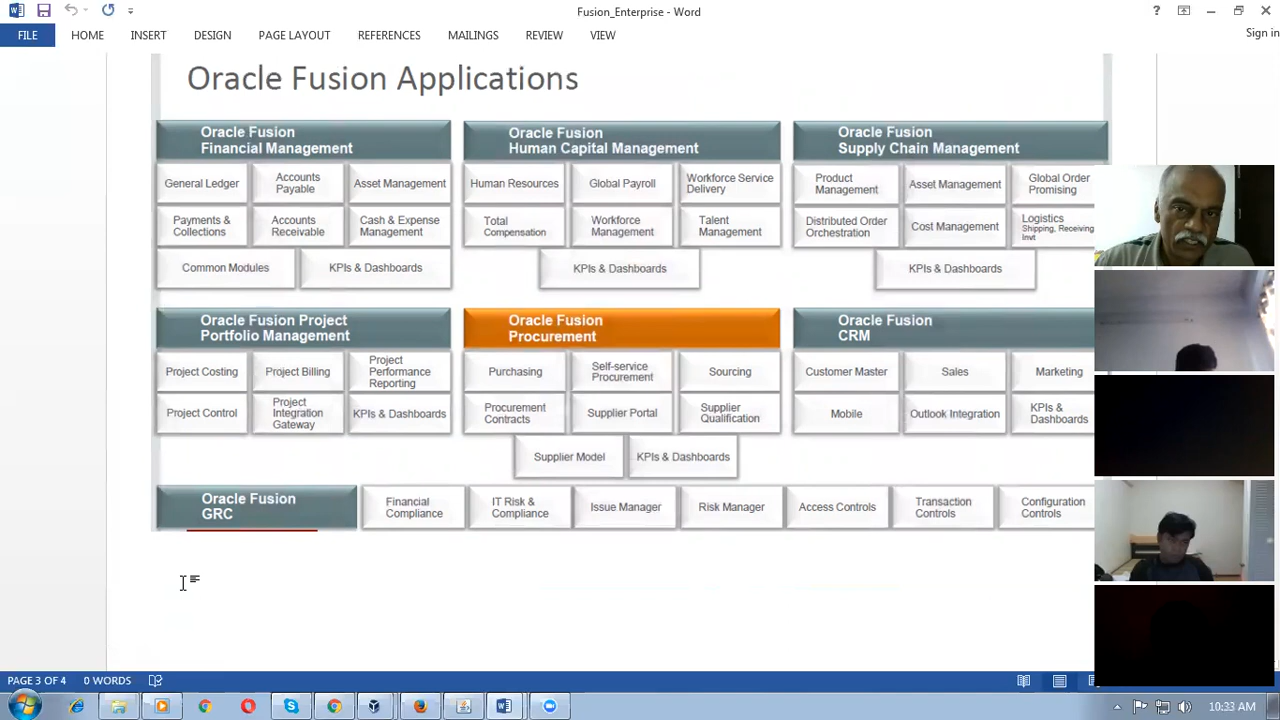 Fusion_Enterprise - Word
Sign in
FILE HOME INSERT DESIGN PAGE LAYOUT REFERENCES MAILINGS REVIEW VIEW
Oracle Fusion Applications
Oracle Fusion
Financial Management
General Ledger
Accounts
Payable
Asset Management
Payments &
Collections
Accounts
Receivable
Cash & Expense
Management
Common Modules
KPIs & Dashboards
Oracle Fusion
Human Capital Management
Human Resources
Global Payroll
Workforce Service
Delivery
Total
Compensation
Workforce
Management
Talent
Management
KPIs & Dashboards
Oracle Fusion
Supply Chain Management
Product
Management
Asset Management
Global Order
Promising
Distributed Order
Orchestration
Cost Management
Logistics
Shipping, Receiving
Invt
KPIs & Dashboards
Oracle Fusion Project
Portfolio Management
Project Costing
Project Billing
Project
Performance
Reporting
Project Control
Project
Integration
Gateway
KPIs & Dashboards
Oracle Fusion
Procurement
Purchasing
Self-service
Procurement
Sourcing
Procurement
Contracts
Supplier Portal
Supplier
Qualification
Supplier Model
KPIs & Dashboards
Oracle Fusion
CRM
Customer Master
Sales
Marketing
Mobile
Outlook Integration
KPIs &
Dashboards
Oracle Fusion
GRC
Financial
Compliance
IT Risk &
Compliance
Issue Manager
Risk Manager
Access Controls
Transaction
Controls
Configuration
Controls
PAGE 3 OF 4 0 WORDS
10:33 AM